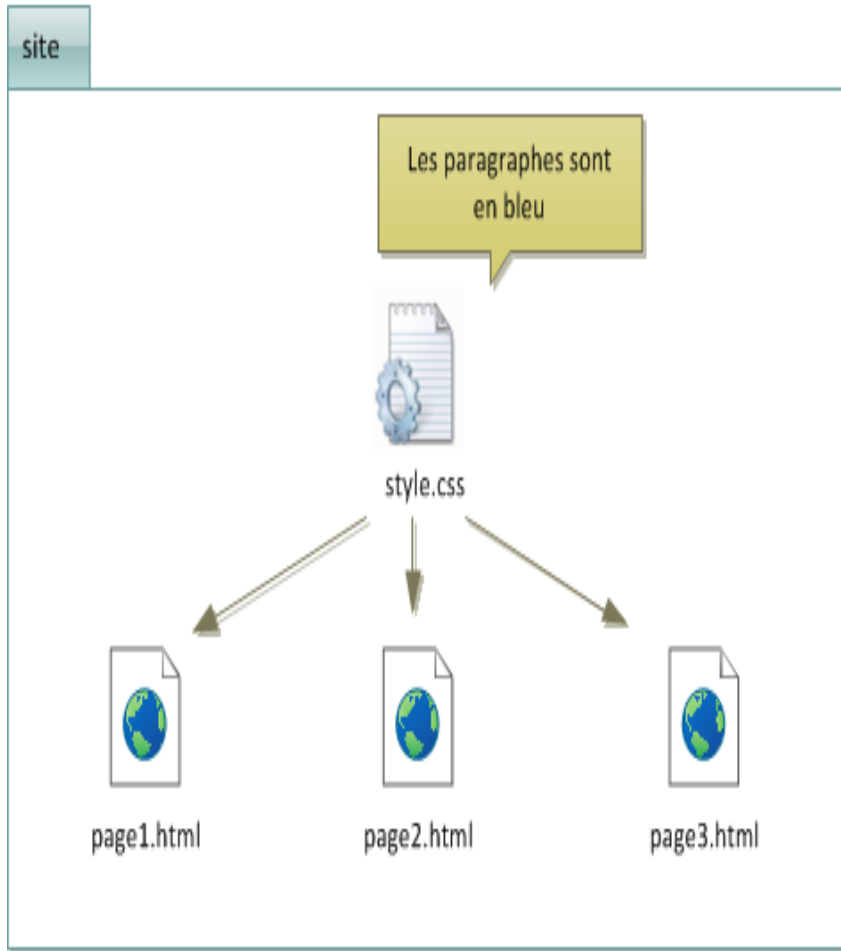 site
Les paragraphes sont
en bleu
style.css
page1.html
page2.html
page3.html